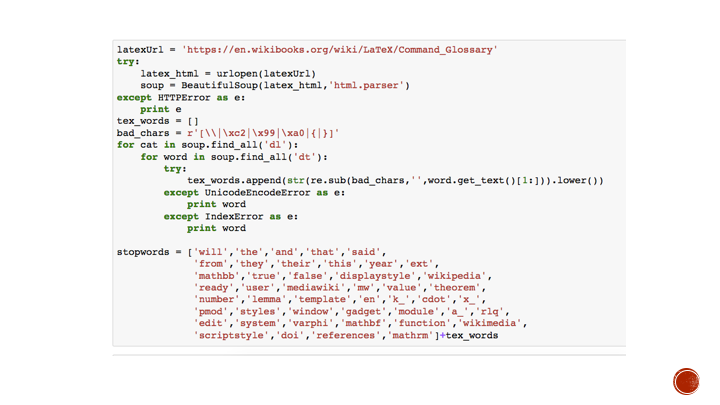 latexUrl = 'https://en.wikibooks.org/wiki/LaTeX/Command_Glossary'
try:
    latex_html = urlopen(latexUrl)
    soup = BeautifulSoup(latex_html,'html.parser')
except HTTPError as e:
    print e
tex_words = []
bad_chars = r'[\\|\xc2|\x99|\xa0|{|}]'
for cat in soup.find_all('dl'):
    for word in soup.find_all('dt'):
        try:
            tex_words.append(str(re.sub(bad_chars,'',word.get_text()[1:])).lower())
        except UnicodeEncodeError as e:
            print word
        except IndexError as e:
            print word

stopwords = ['will','the','and','that','said',
             'from','they','their','this','year','ext',
             'mathbb','true','false','displaystyle','wikipedia',
             'ready','user','mediawiki','mw','value','theorem',
             'number','lemma','template','en','k_','cdot','x_',
             'pmod','styles','window','gadget','module','a_','rlq',
             'edit','system','varphi','mathbf','function','wikimedia',
             'scriptstyle','doi','references','mathrm']+tex_words